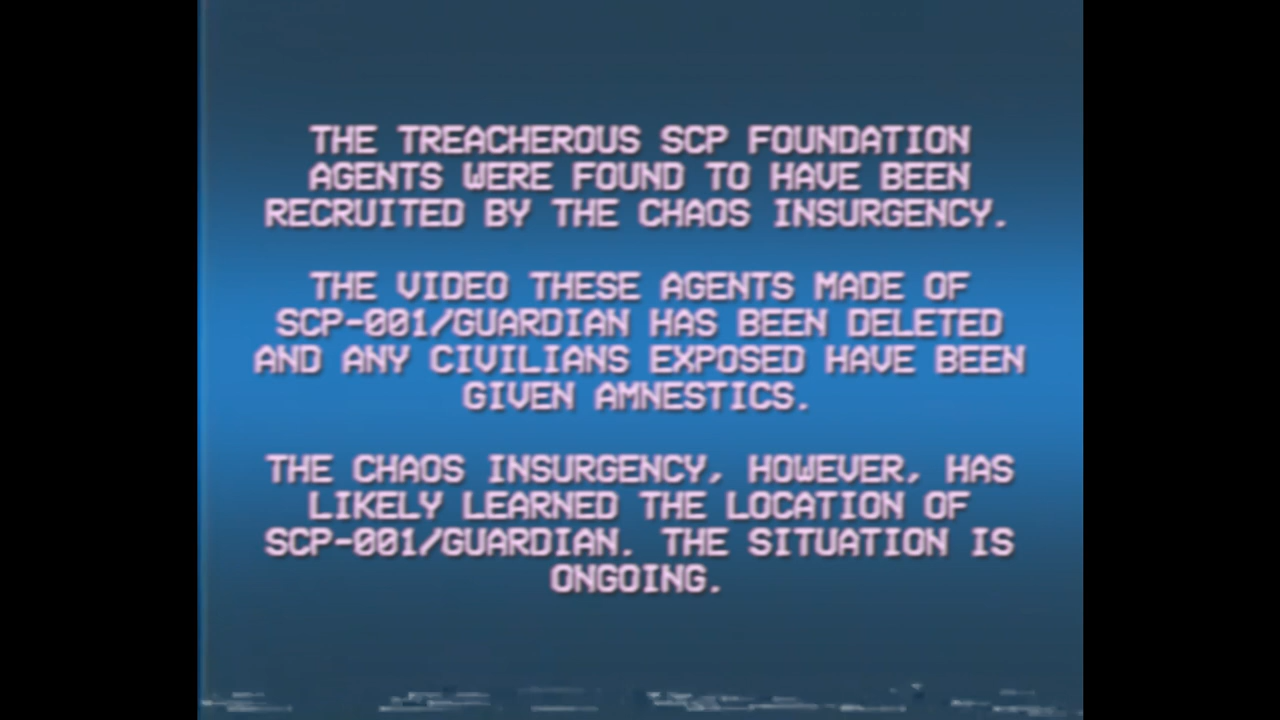 THE TREACHEROUS SCP FOUNDATION
AGENTS WERE FOUND TO HAVE BEEN
RECRUITED BY THE CHAOS INSURGENCY.
THE VIDEO THESE AGENTS MADE OF
SCP-001/GUARDIAN HAS BEEN DELETED
AND ANY CIVILIANS EXPOSED HAVE BEEN
GIVEN AMNESTICS.
THE CHAOS INSURGENCY, HOWEVER, HAS
LIKELY LEARNED THE LOCATION OF
SCP-001/GUARDIAN. THE SITUATION IS
ONGOING.